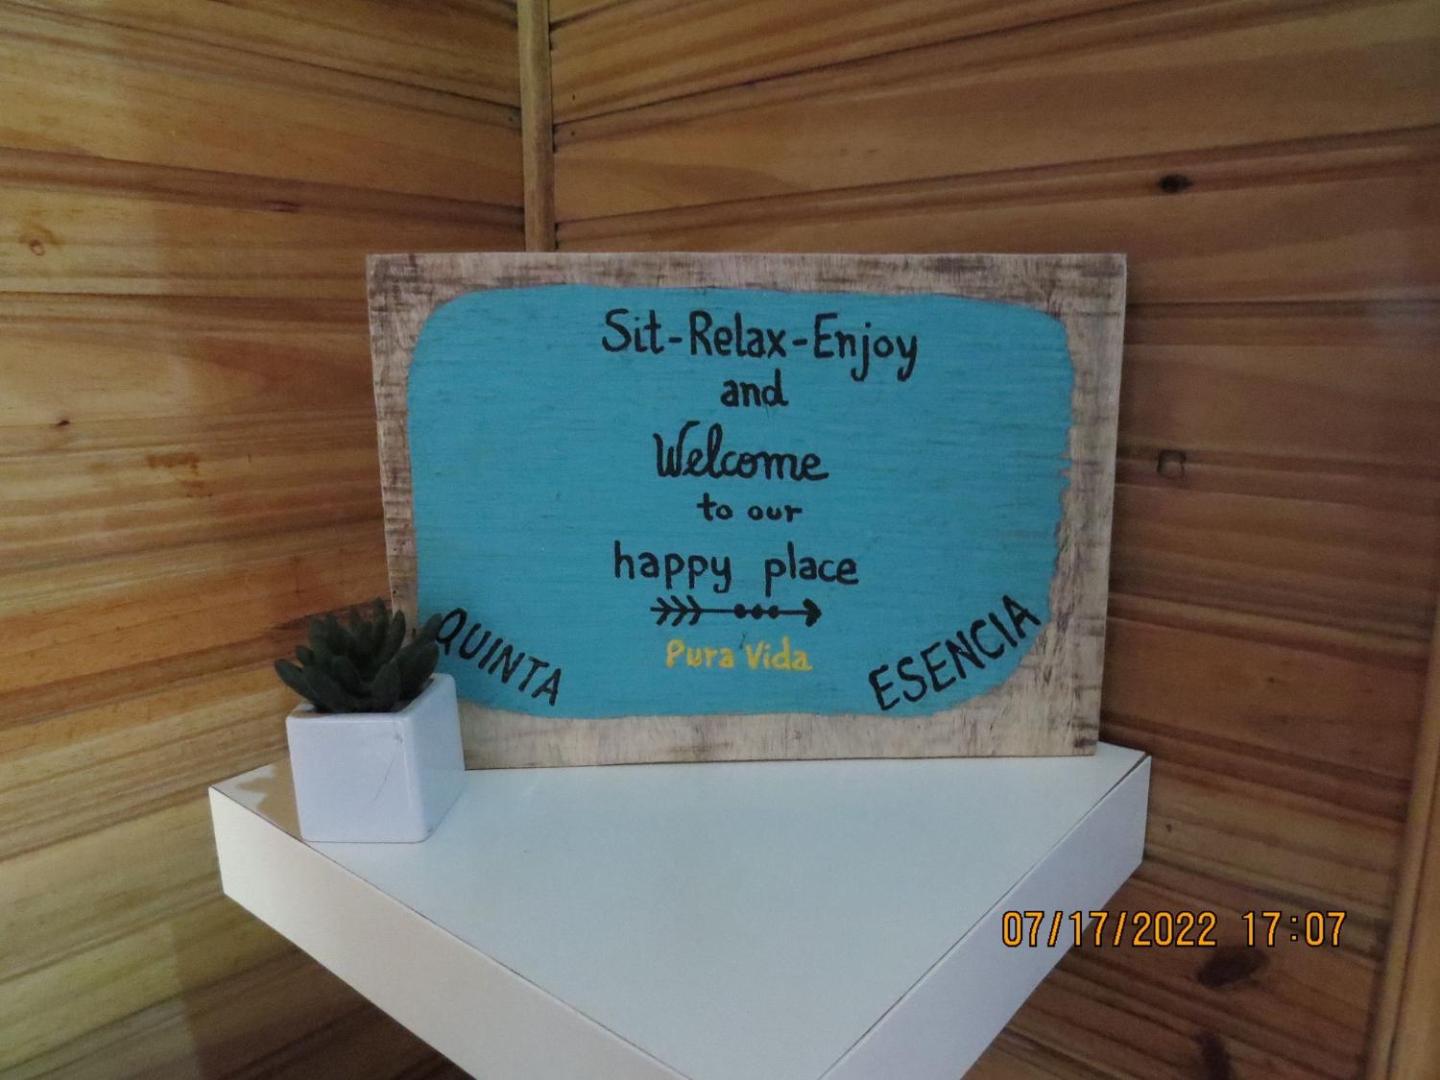 Sit-Relax-Enjoy
and
Welcome
to our
happy place
Pura Vida
QUINTA
ESENCIA
07/17/2022 17:07